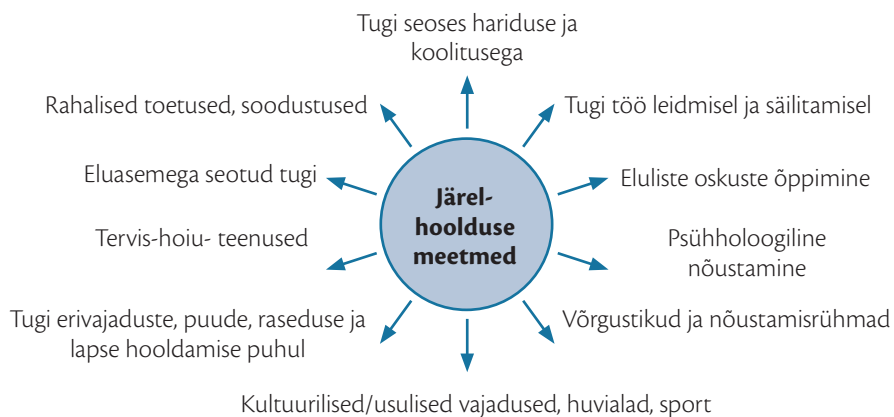 Tugi seoses hariduse ja
koolitusega
Rahalised toetused, soodustused
Tugi töö leidmisel ja säilitamisel
Eluasemega seotud tugi
Eluliste oskuste õppimine
Järel-
hoolduse
meetmed
Tervis-hoiu- teenused
Psühholoogiline
nõustamine
Tugi erivajaduste, puude, raseduse ja
lapse hooldamise puhul
Võrgustikud ja nõustamisrühmad
Kultuurilised/usulised vajadused, huvialad, sport